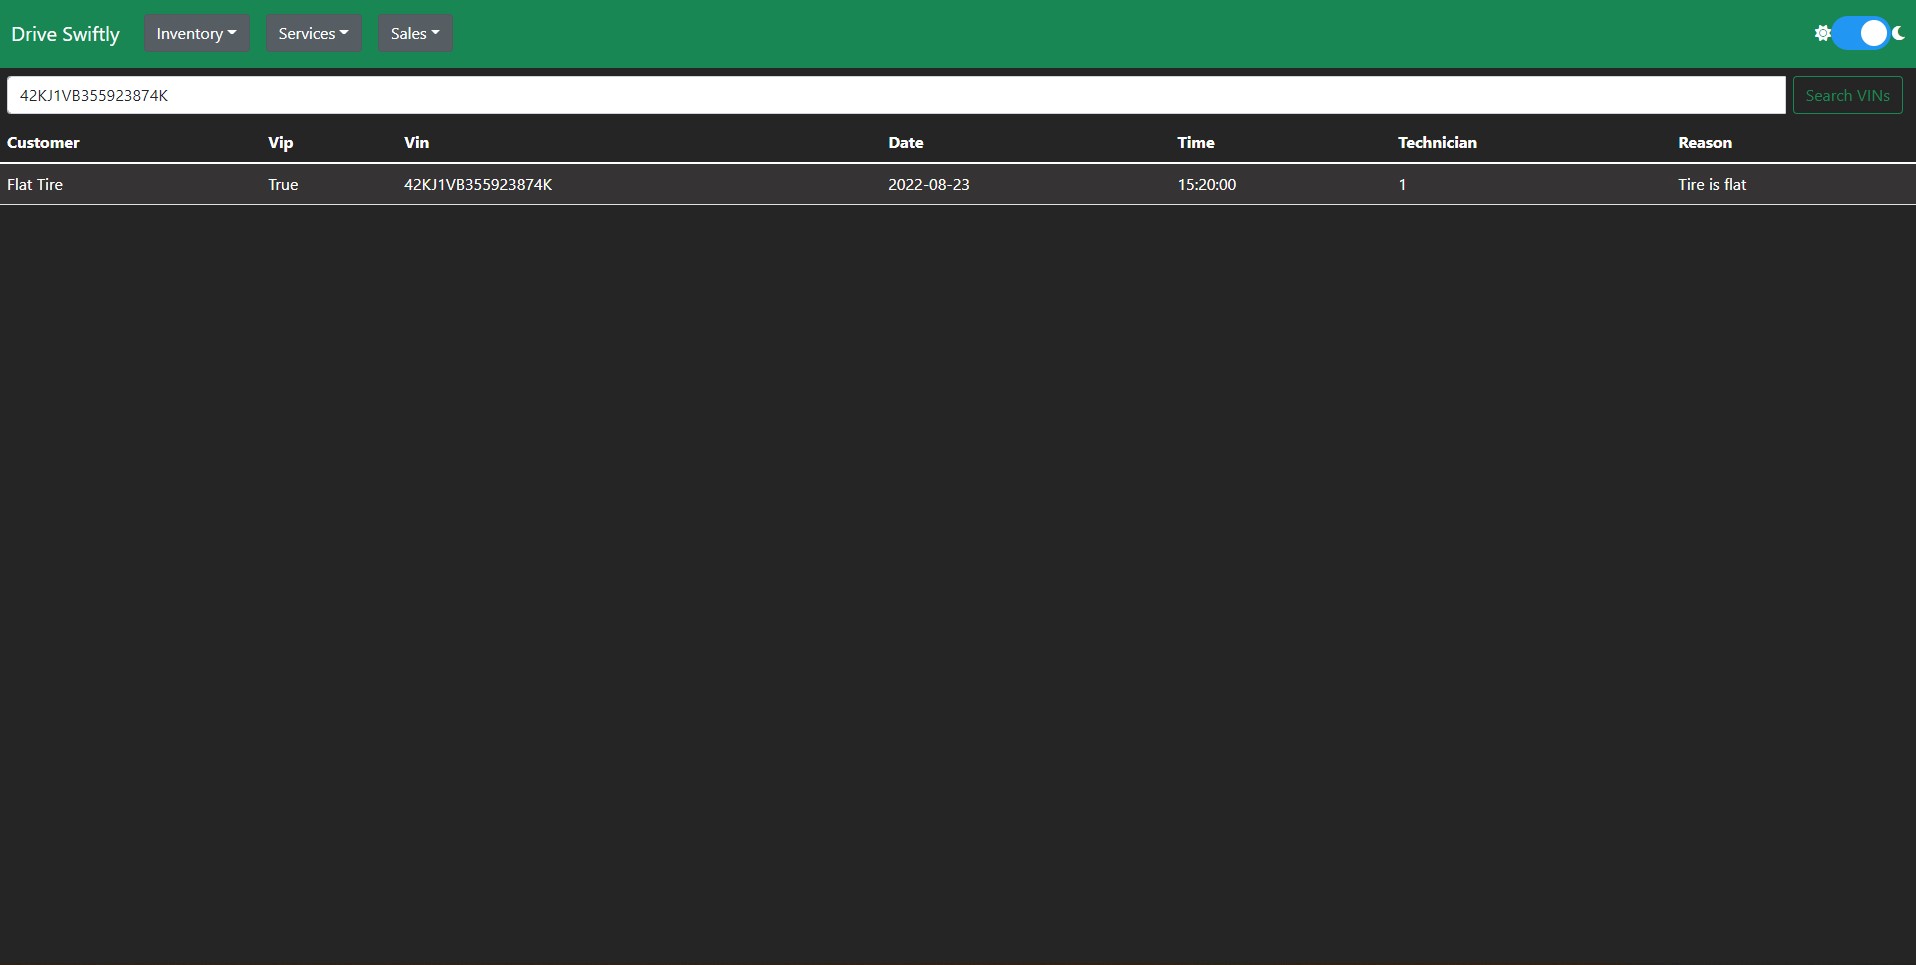 Drive Swiftly Inventory Services Sales
42KJ1VB355923874K Search VINs
Customer Vip Vin Date Time Technician Reason
Flat Tire True 42KJ1VB355923874K 2022-08-23 15:20:00 1 Tire is flat